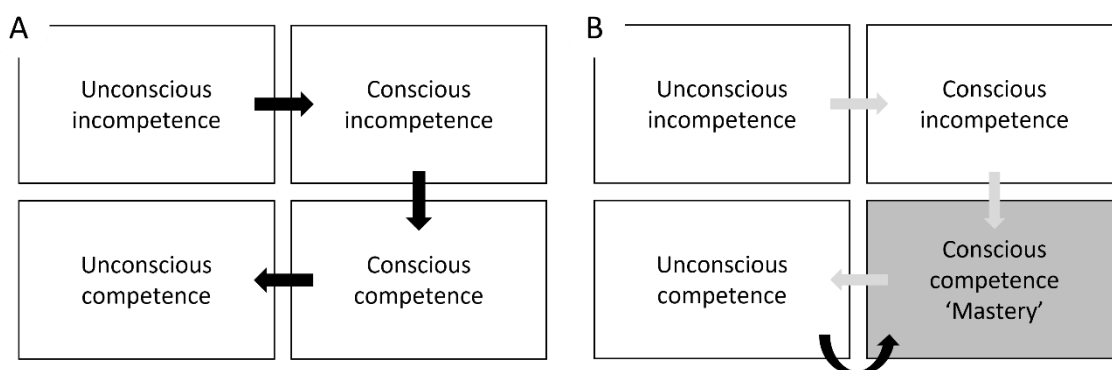 A
Unconscious
incompetence
Conscious
incompetence
Unconscious
competence
Conscious
competence
B
Unconscious
incompetence
Conscious
incompetence
Unconscious
competence
Conscious
competence
‘Mastery’